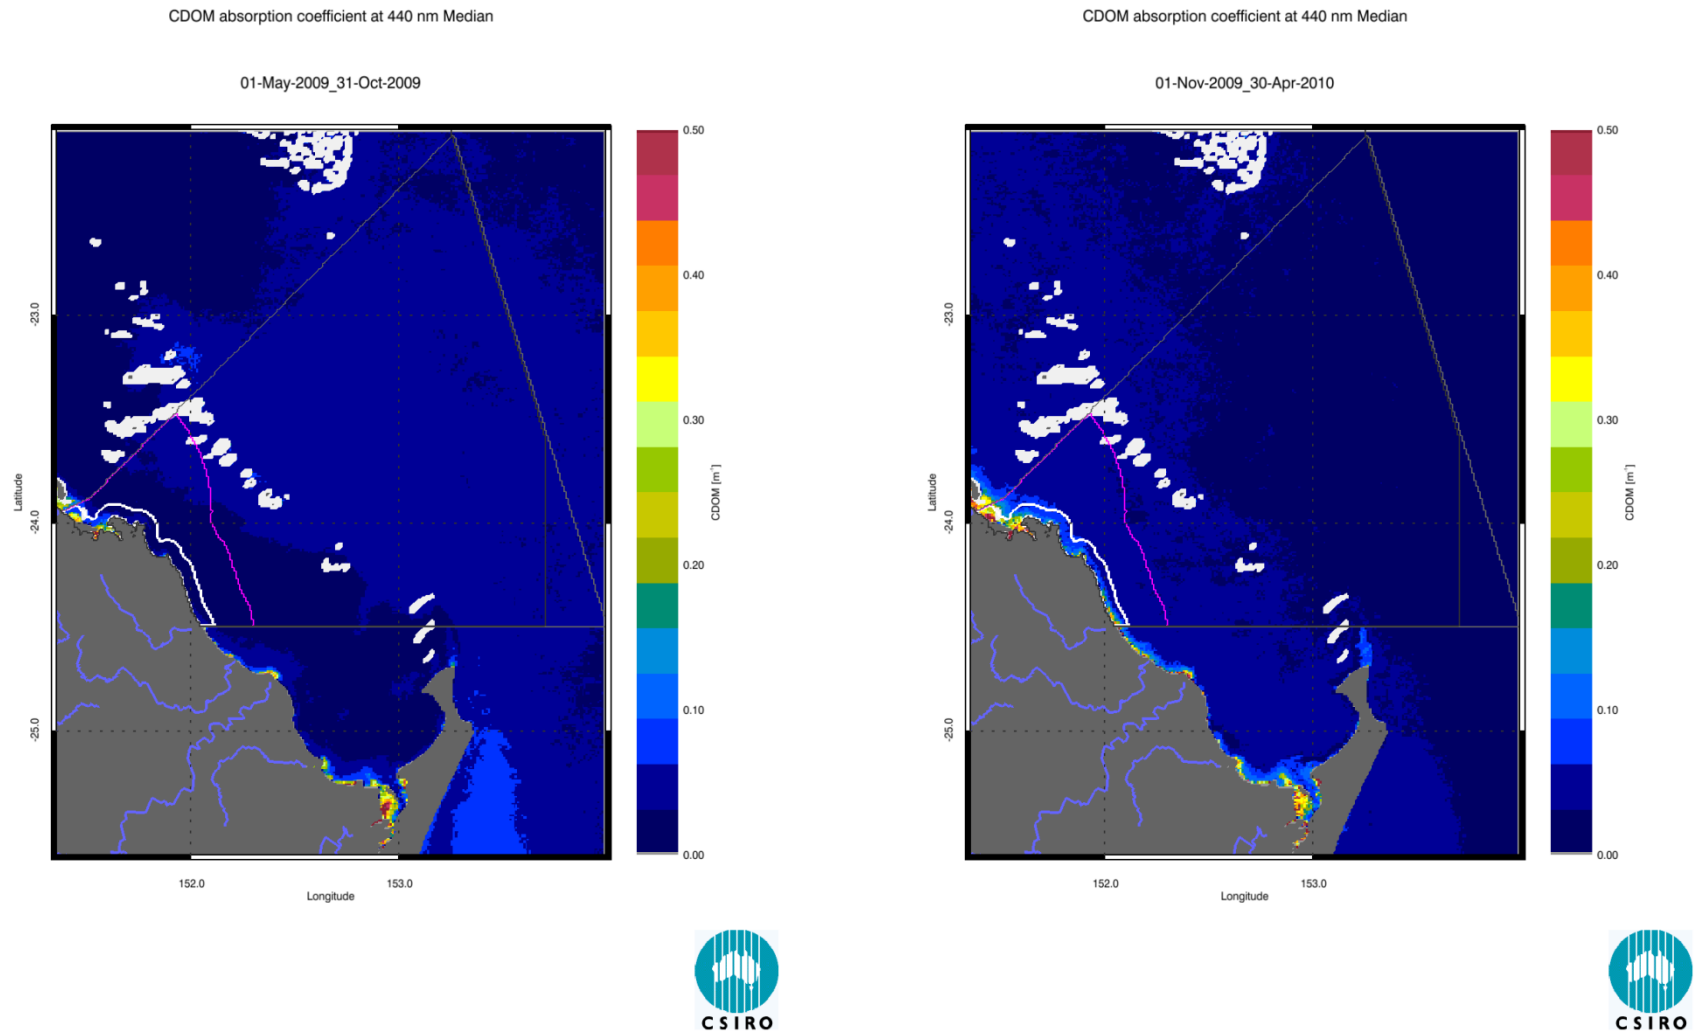 CDOM absorption coefficient at 440 nm Median
01-May-2009_31-Oct-2009
0.50
0.40
0.30
0.20
0.10
0.00
CDOM [m⁻¹]
-23.0
-24.0
-25.0
Latitude
152.0
153.0
Longitude
CSIRO
CDOM absorption coefficient at 440 nm Median
01-Nov-2009_30-Apr-2010
0.50
0.40
0.30
0.20
0.10
0.00
CDOM [m⁻¹]
-23.0
-24.0
-25.0
Latitude
152.0
153.0
Longitude
CSIRO